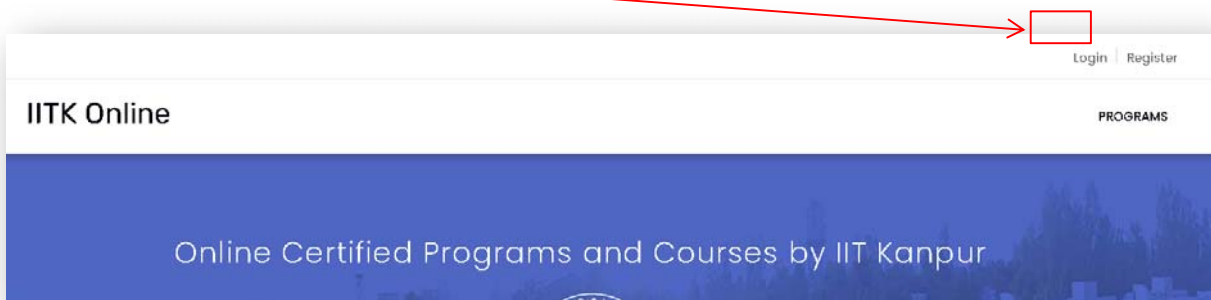 Login Register
IITK Online
PROGRAMS
Online Certified Programs and Courses by IIT Kanpur